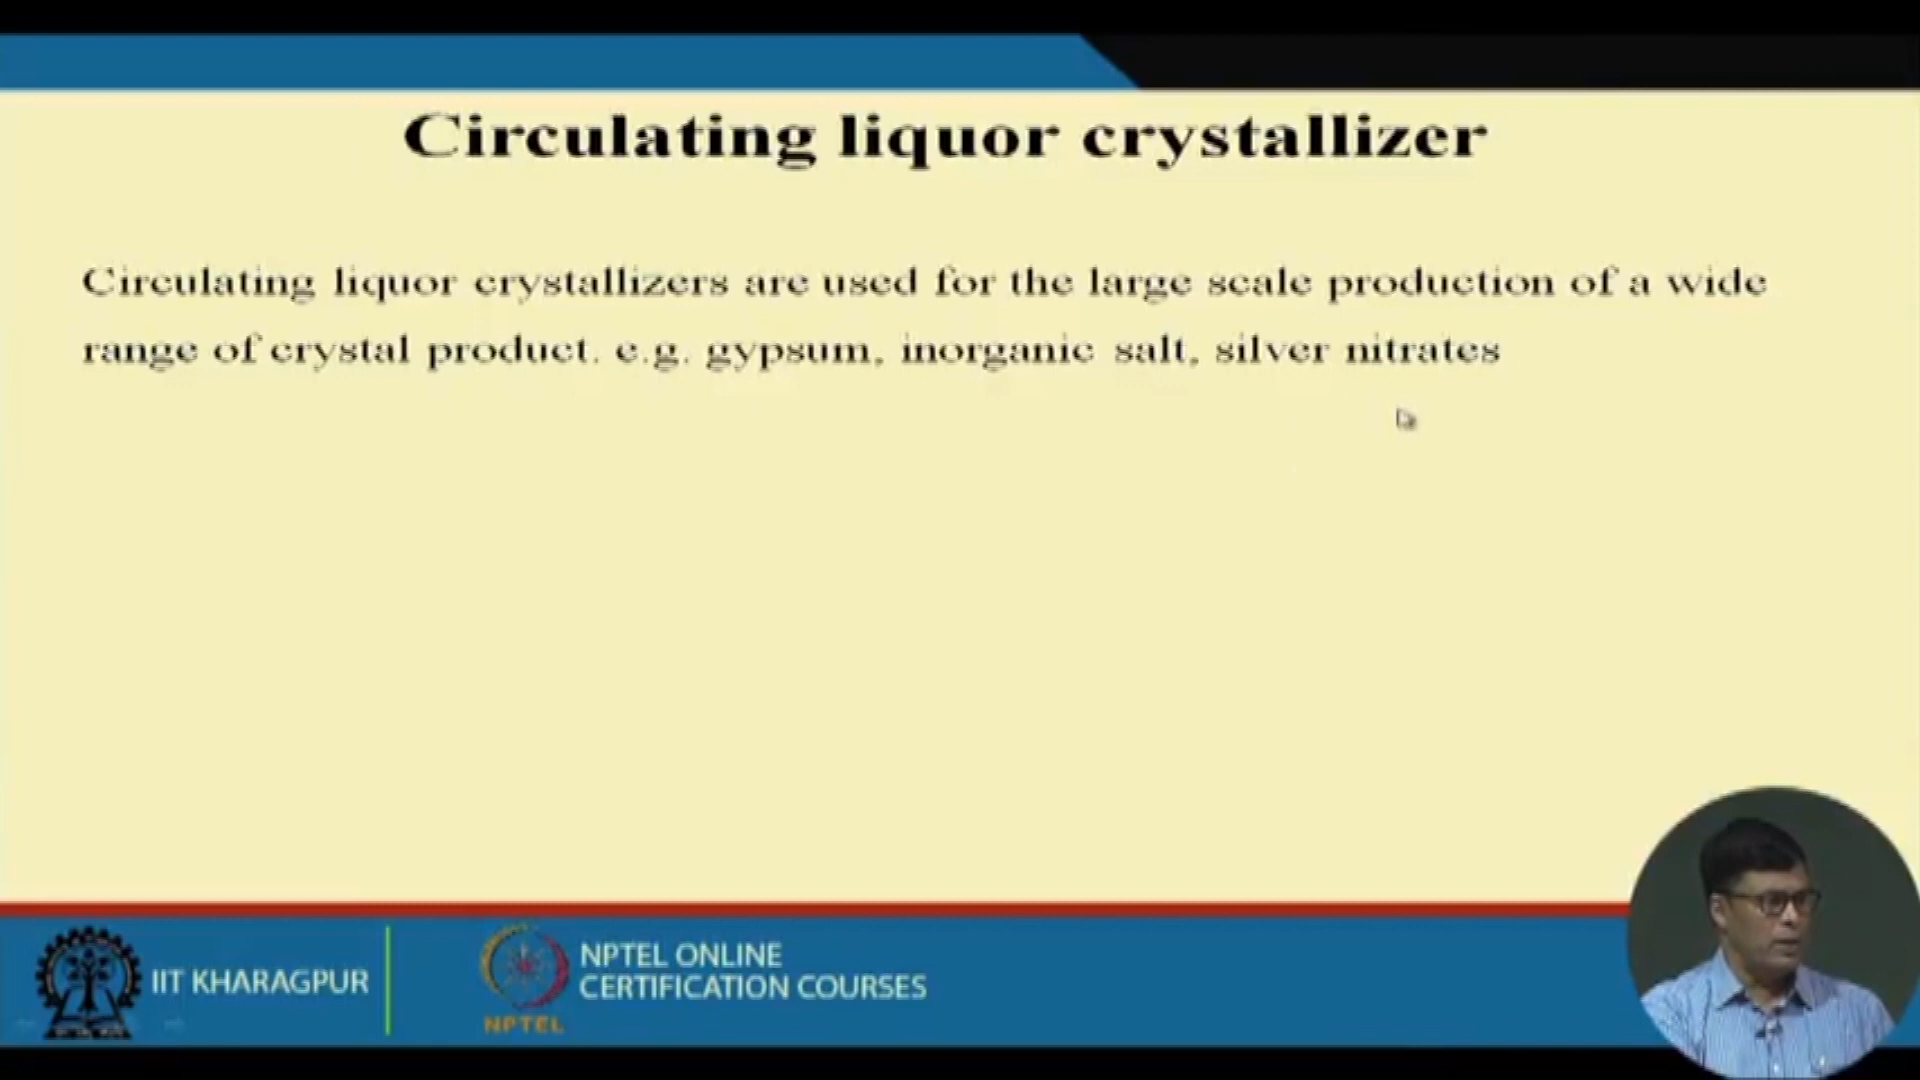 Circulating liquor crystallizer
Circulating liquor crystallizers are used for the large scale production of a wide
range of crystal product. e.g. gypsum, inorganic salt, silver nitrates
IIT KHARAGPUR
NPTEL ONLINE
CERTIFICATION COURSES
NPTEL